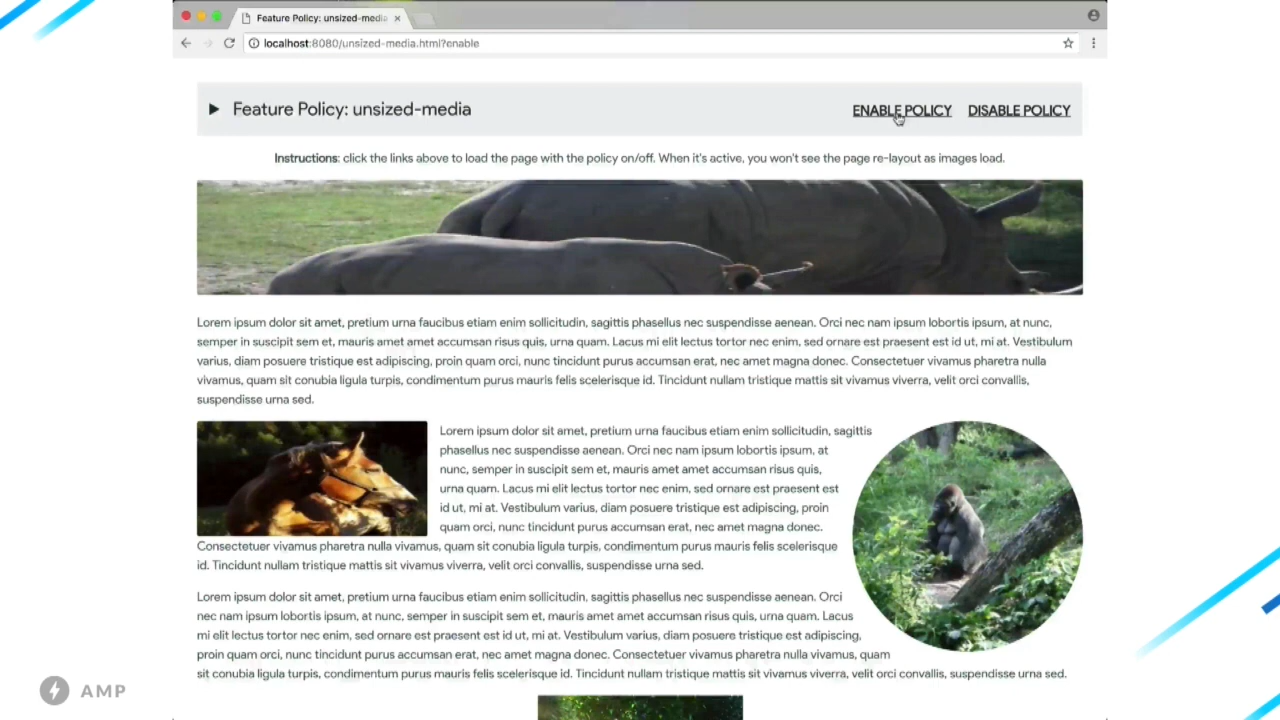 Feature Policy: unsized-media
localhost:8080/unsized-media.html?enable
Feature Policy: unsized-media
ENABLE POLICY DISABLE POLICY
Instructions: click the links above to load the page with the policy on/off. When it's active, you won't see the page re-layout as images load.
Lorem ipsum dolor sit amet, pretium urna faucibus etiam enim sollicitudin, sagittis phasellus nec suspendisse aenean. Orci nec nam ipsum lobortis ipsum, at nunc,
semper in suscipit sem et, mauris amet amet accumsan risus quis, urna quam. Lacus mi elit lectus tortor nec enim, sed ornare est praesent est id ut, mi at. Vestibulum
varius, diam posuere tristique est adipiscing, proin quam orci, nunc tincidunt purus accumsan erat, nec amet magna donec. Consectetuer vivamus pharetra nulla
vivamus, quam sit conubia ligula turpis, condimentum purus mauris felis scelerisque id. Tincidunt nullam tristique mattis sit vivamus viverra, velit orci convallis,
suspendisse urna sed.
Lorem ipsum dolor sit amet, pretium urna faucibus etiam enim sollicitudin, sagittis
phasellus nec suspendisse aenean. Orci nec nam ipsum lobortis ipsum, at
nunc, semper in suscipit sem et, mauris amet amet accumsan risus quis,
urna quam. Lacus mi elit lectus tortor nec enim, sed ornare est praesent est
id ut, mi at. Vestibulum varius, diam posuere tristique est adipiscing, proin
quam orci, nunc tincidunt purus accumsan erat, nec amet magna donec.
Consectetuer vivamus pharetra nulla vivamus, quam sit conubia ligula turpis, condimentum purus mauris felis scelerisque
id. Tincidunt nullam tristique mattis sit vivamus viverra, velit orci convallis, suspendisse urna sed.
Lorem ipsum dolor sit amet, pretium urna faucibus etiam enim sollicitudin, sagittis phasellus nec suspendisse aenean. Orci
nec nam ipsum lobortis ipsum, at nunc, semper in suscipit sem et, mauris amet amet accumsan risus quis, urna quam. Lacus
mi elit lectus tortor nec enim, sed ornare est praesent est id ut, mi at. Vestibulum varius, diam posuere tristique est adipiscing,
proin quam orci, nunc tincidunt purus accumsan erat, nec amet magna donec. Consectetuer vivamus pharetra nulla vivamus, quam
sit conubia ligula turpis, condimentum purus mauris felis scelerisque id. Tincidunt nullam tristique mattis sit vivamus viverra, velit orci convallis, suspendisse urna sed.
AMP